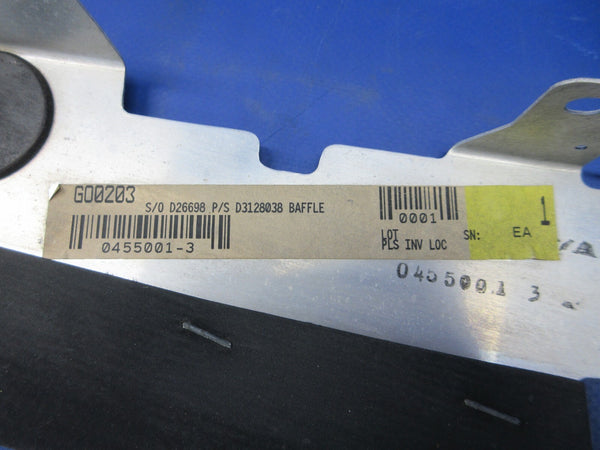 G00203
S/O D26698 P/S D3128038 BAFFLE
0455001-3
0001
LOT
PLS INV LOC
SN:
EA
1
0455001 3